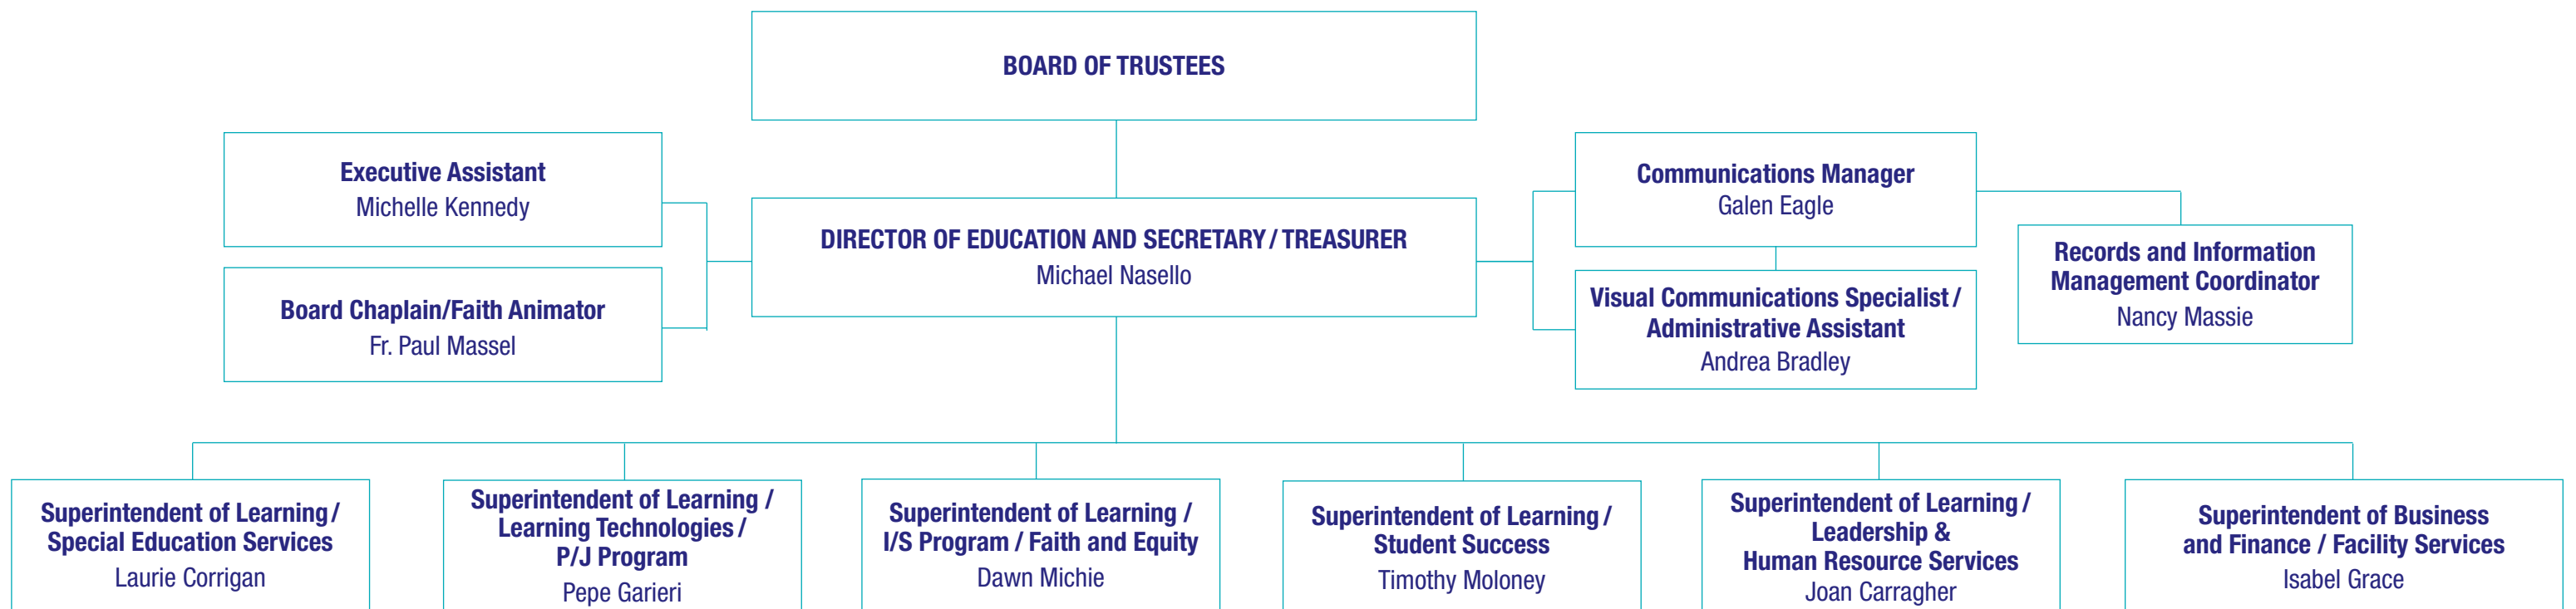 BOARD OF TRUSTEES
Executive Assistant
Michelle Kennedy
Board Chaplain/Faith Animator
Fr. Paul Massel
DIRECTOR OF EDUCATION AND SECRETARY / TREASURER
Michael Nasello
Communications Manager
Galen Eagle
Visual Communications Specialist /
Administrative Assistant
Andrea Bradley
Records and Information
Management Coordinator
Nancy Massie
Superintendent of Learning /
Special Education Services
Laurie Corrigan
Superintendent of Learning /
Learning Technologies /
P/J Program
Pepe Garieri
Superintendent of Learning /
I/S Program / Faith and Equity
Dawn Michie
Superintendent of Learning /
Student Success
Timothy Moloney
Superintendent of Learning /
Leadership &
Human Resource Services
Joan Carragher
Superintendent of Business
and Finance / Facility Services
Isabel Grace